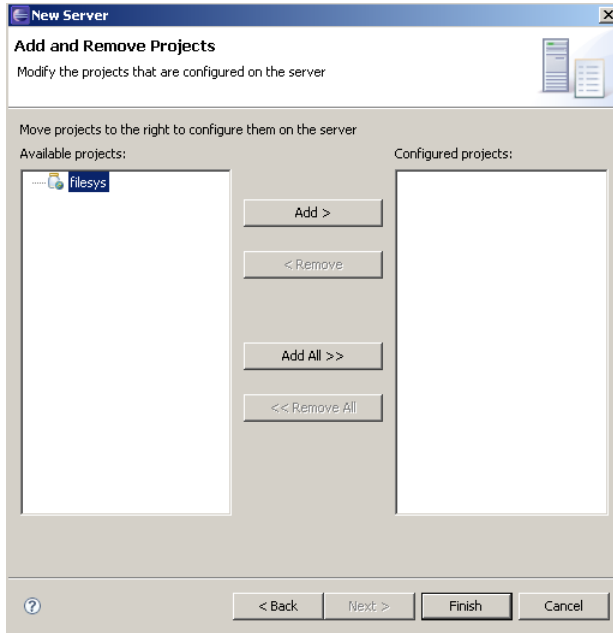 New Server
Add and Remove Projects
Modify the projects that are configured on the server
Move projects to the right to configure them on the server
Available projects:
Configured projects:
filesys
Add >
< Remove
Add All >>
<< Remove All
?
< Back
Next >
Finish
Cancel